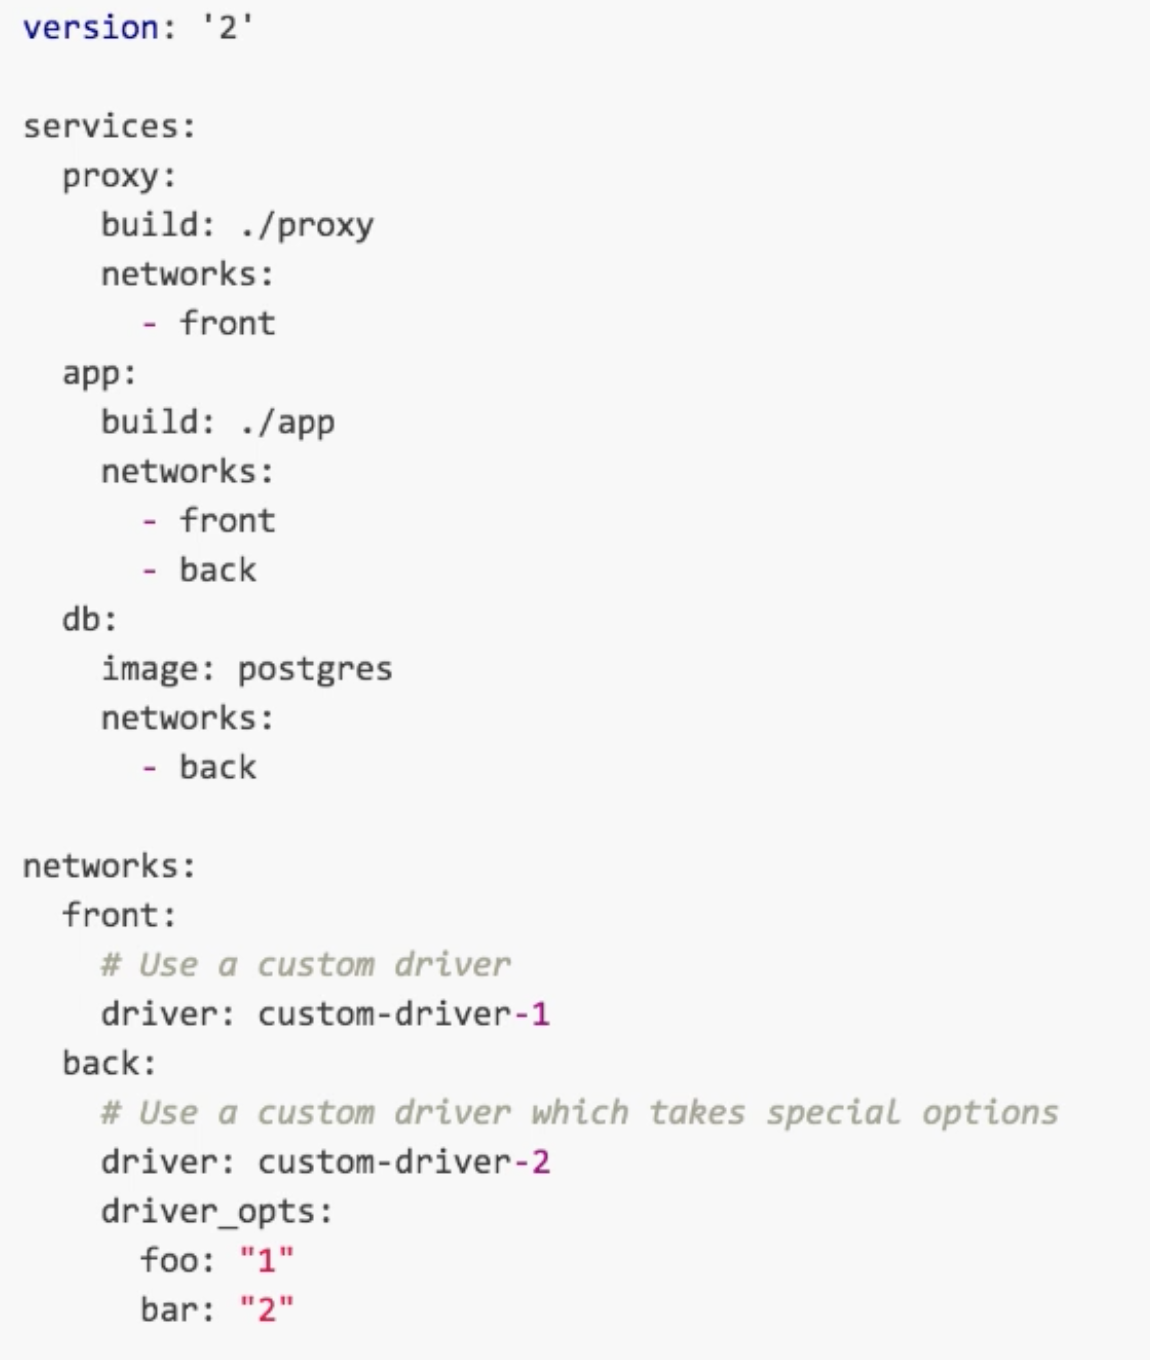 version: '2'

services:
  proxy:
    build: ./proxy
    networks:
      - front
  app:
    build: ./app
    networks:
      - front
      - back
  db:
    image: postgres
    networks:
      - back

networks:
  front:
    # Use a custom driver
    driver: custom-driver-1
  back:
    # Use a custom driver which takes special options
    driver: custom-driver-2
    driver_opts:
      foo: "1"
      bar: "2"